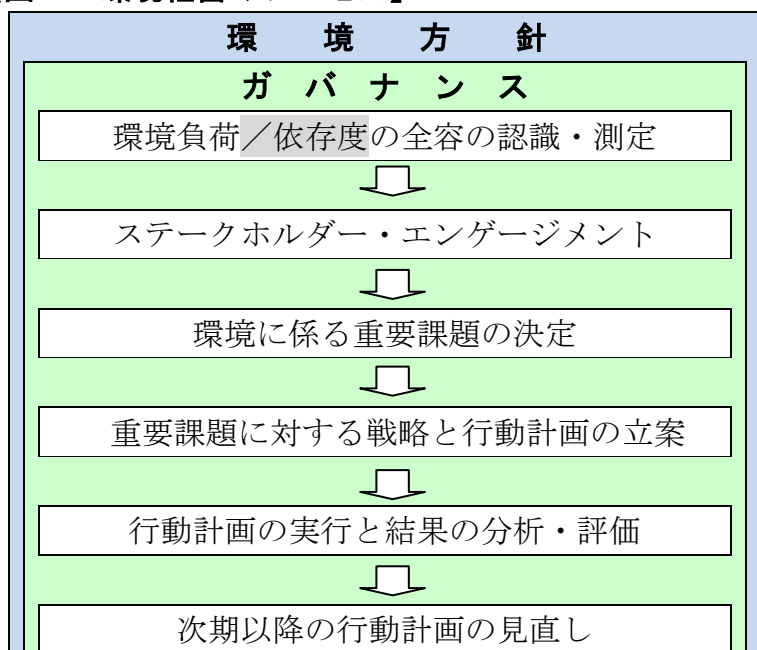 環境方針
ガバナンス
環境負荷／依存度の全容の認識・測定
ステークホルダー・エンゲージメント
環境に係る重要課題の決定
重要課題に対する戦略と行動計画の立案
行動計画の実行と結果の分析・評価
次期以降の行動計画の見直し